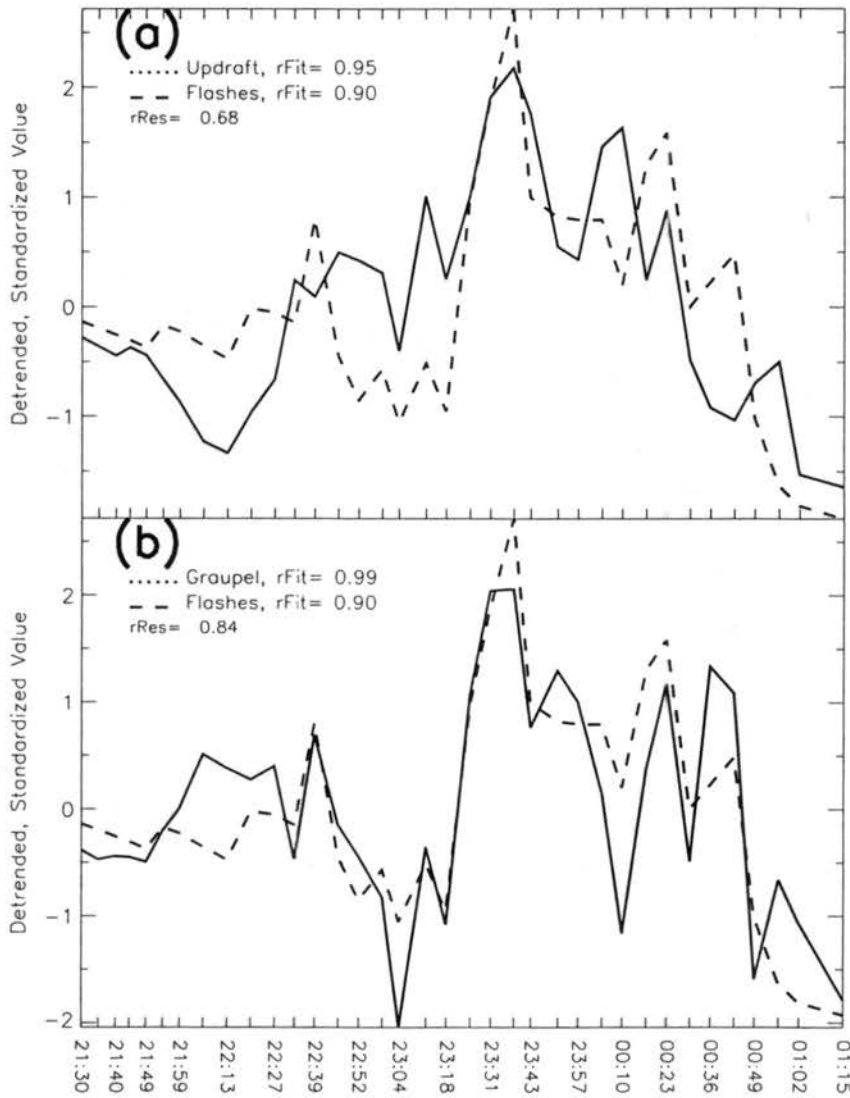 (a)
Updraft, rFit= 0.95
Flashes, rFit= 0.90
rRes= 0.68
Detrended, Standardized Value
2
1
0
−1
(b)
Graupel, rFit= 0.99
Flashes, rFit= 0.90
rRes= 0.84
Detrended, Standardized Value
2
1
0
−1
−2
21:30
21:40
21:49
21:59
22:13
22:27
22:39
22:52
23:04
23:18
23:31
23:43
23:57
00:10
00:23
00:36
00:49
01:02
01:15